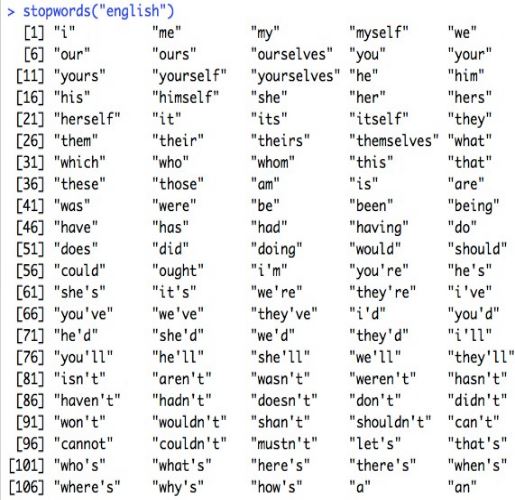 > stopwords("english")
[1] "i" "me" "my" "myself" "we"
[6] "our" "ours" "ourselves" "you" "your"
[11] "yours" "yourself" "yourselves" "he" "him"
[16] "his" "himself" "she" "her" "hers"
[21] "herself" "it" "its" "itself" "they"
[26] "them" "their" "theirs" "themselves" "what"
[31] "which" "who" "whom" "this" "that"
[36] "these" "those" "am" "is" "are"
[41] "was" "were" "be" "been" "being"
[46] "have" "has" "had" "having" "do"
[51] "does" "did" "doing" "would" "should"
[56] "could" "ought" "i'm" "you're" "he's"
[61] "she's" "it's" "we're" "they're" "i've"
[66] "you've" "we've" "they've" "i'd" "you'd"
[71] "he'd" "she'd" "we'd" "they'd" "i'll"
[76] "you'll" "he'll" "she'll" "we'll" "they'll"
[81] "isn't" "aren't" "wasn't" "weren't" "hasn't"
[86] "haven't" "hadn't" "doesn't" "don't" "didn't"
[91] "won't" "wouldn't" "shan't" "shouldn't" "can't"
[96] "cannot" "couldn't" "mustn't" "let's" "that's"
[101] "who's" "what's" "here's" "there's" "when's"
[106] "where's" "why's" "how's" "a" "an"